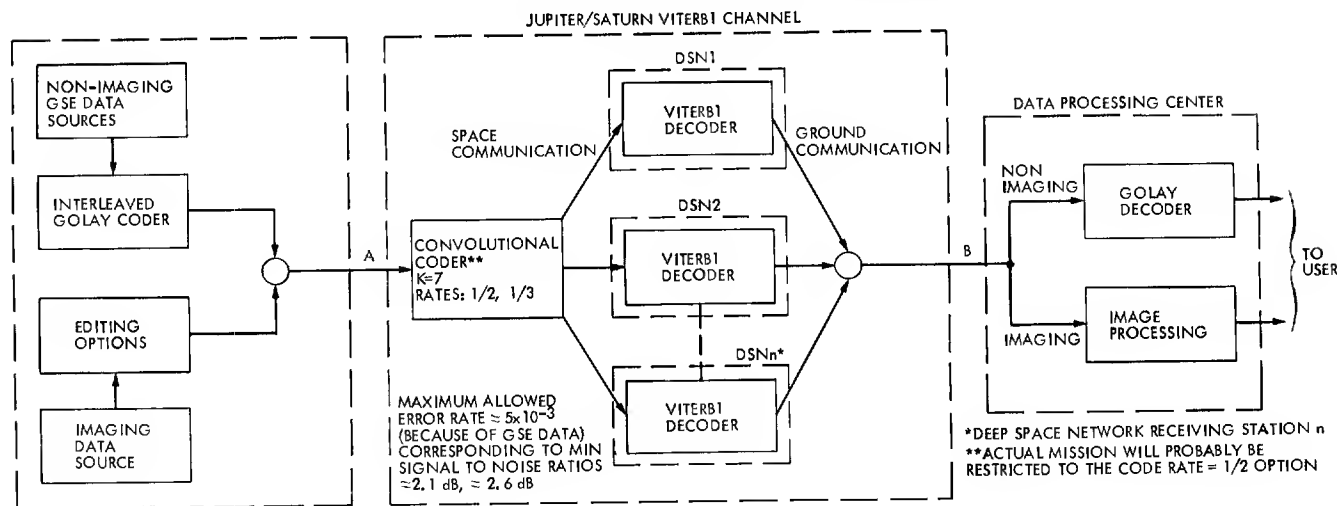 JUPITER/SATURN VITERB1 CHANNEL
NON-IMAGING
GSE DATA
SOURCES
INTERLEAVED
GOLAY CODER
EDITING
OPTIONS
IMAGING
DATA
SOURCE
A
CONVOLUTIONAL
CODER**
K=7
RATES: 1/2, 1/3
SPACE
COMMUNICATION
DSN1
VITERB1
DECODER
DSN2
VITERB1
DECODER
DSNn*
VITERB1
DECODER
GROUND
COMMUNICATION
MAXIMUM ALLOWED
ERROR RATE ≈ 5x10⁻³
(BECAUSE OF GSE DATA)
CORRESPONDING TO MIN
SIGNAL TO NOISE RATIOS
≈2.1 dB, ≈ 2.6 dB
B
DATA PROCESSING CENTER
NON
IMAGING
GOLAY
DECODER
IMAGING
IMAGE
PROCESSING
TO
USER
*DEEP SPACE NETWORK RECEIVING STATION n
**ACTUAL MISSION WILL PROBABLY BE
RESTRICTED TO THE CODE RATE = 1/2 OPTION